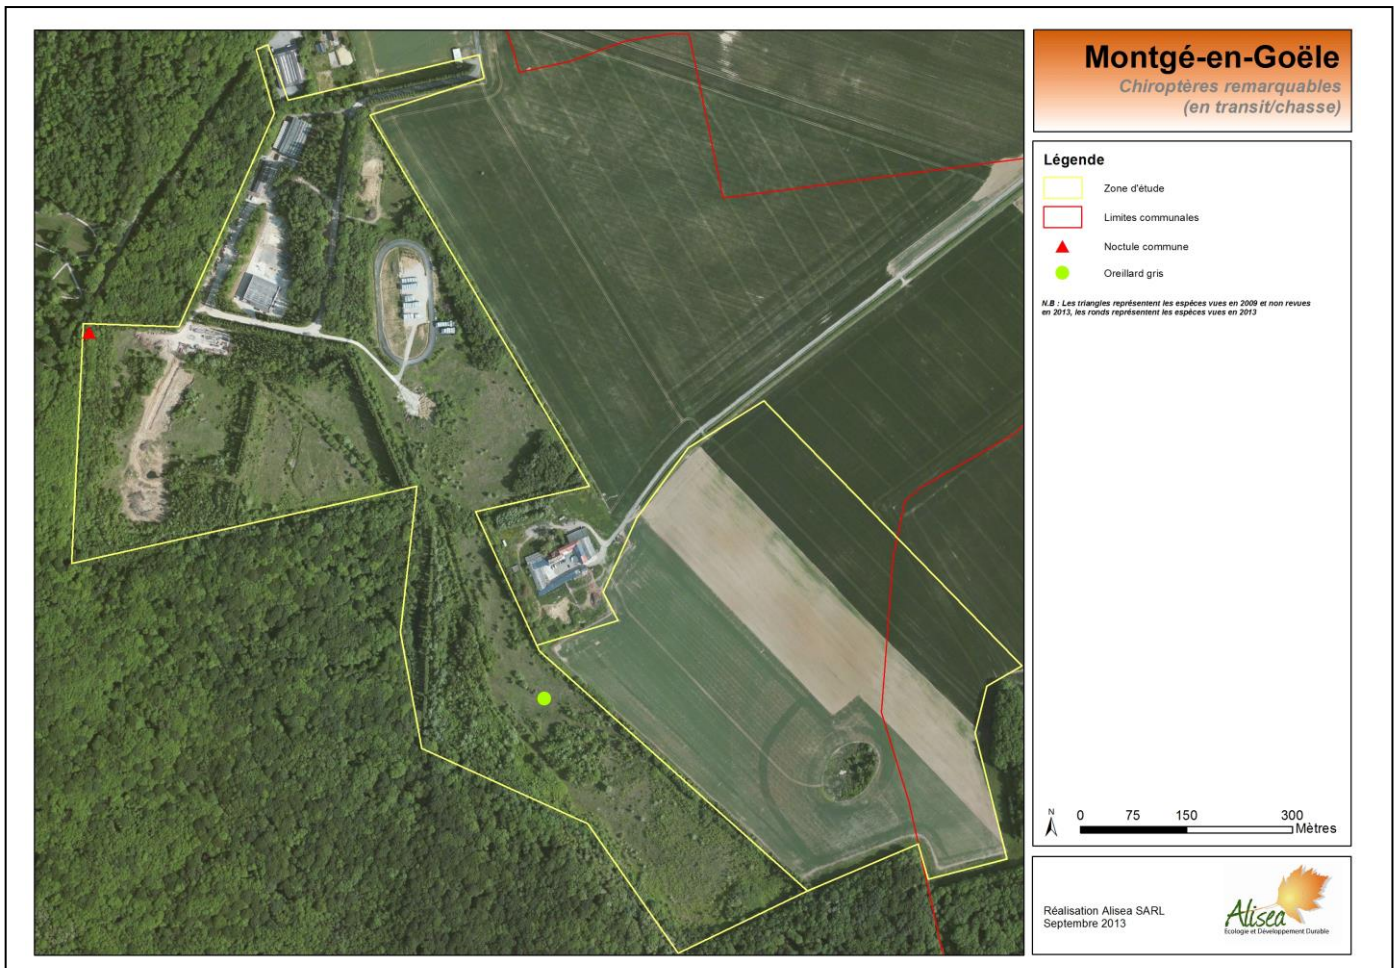 Montgé-en-Goële
Chiroptères remarquables
(en transit/chasse)
Légende
Zone d'étude
Limites communales
Noctule commune
Oreillard gris
N.B : Les triangles représentent les espèces vues en 2009 et non revues
en 2013, les ronds représentent les espèces vues en 2013
N
0 75 150 300
Mètres
Réalisation Alisea SARL
Septembre 2013
Alisea
Ecologie et Développement Durable